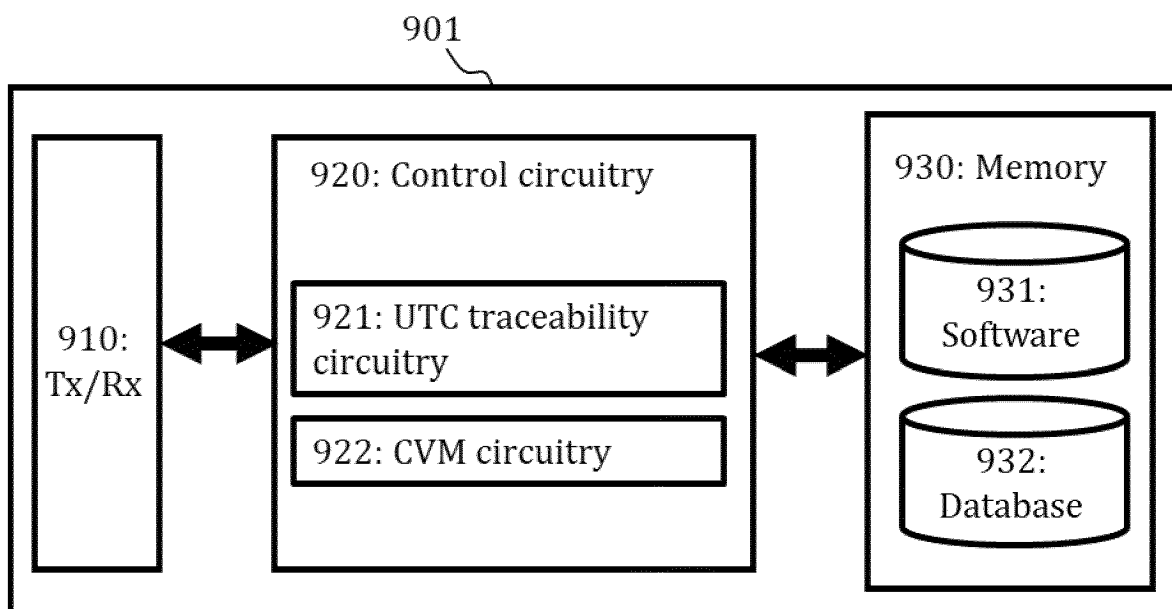 901
910:
Tx/Rx
920: Control circuitry
921: UTC traceability
circuitry
922: CVM circuitry
930: Memory
931:
Software
932:
Database